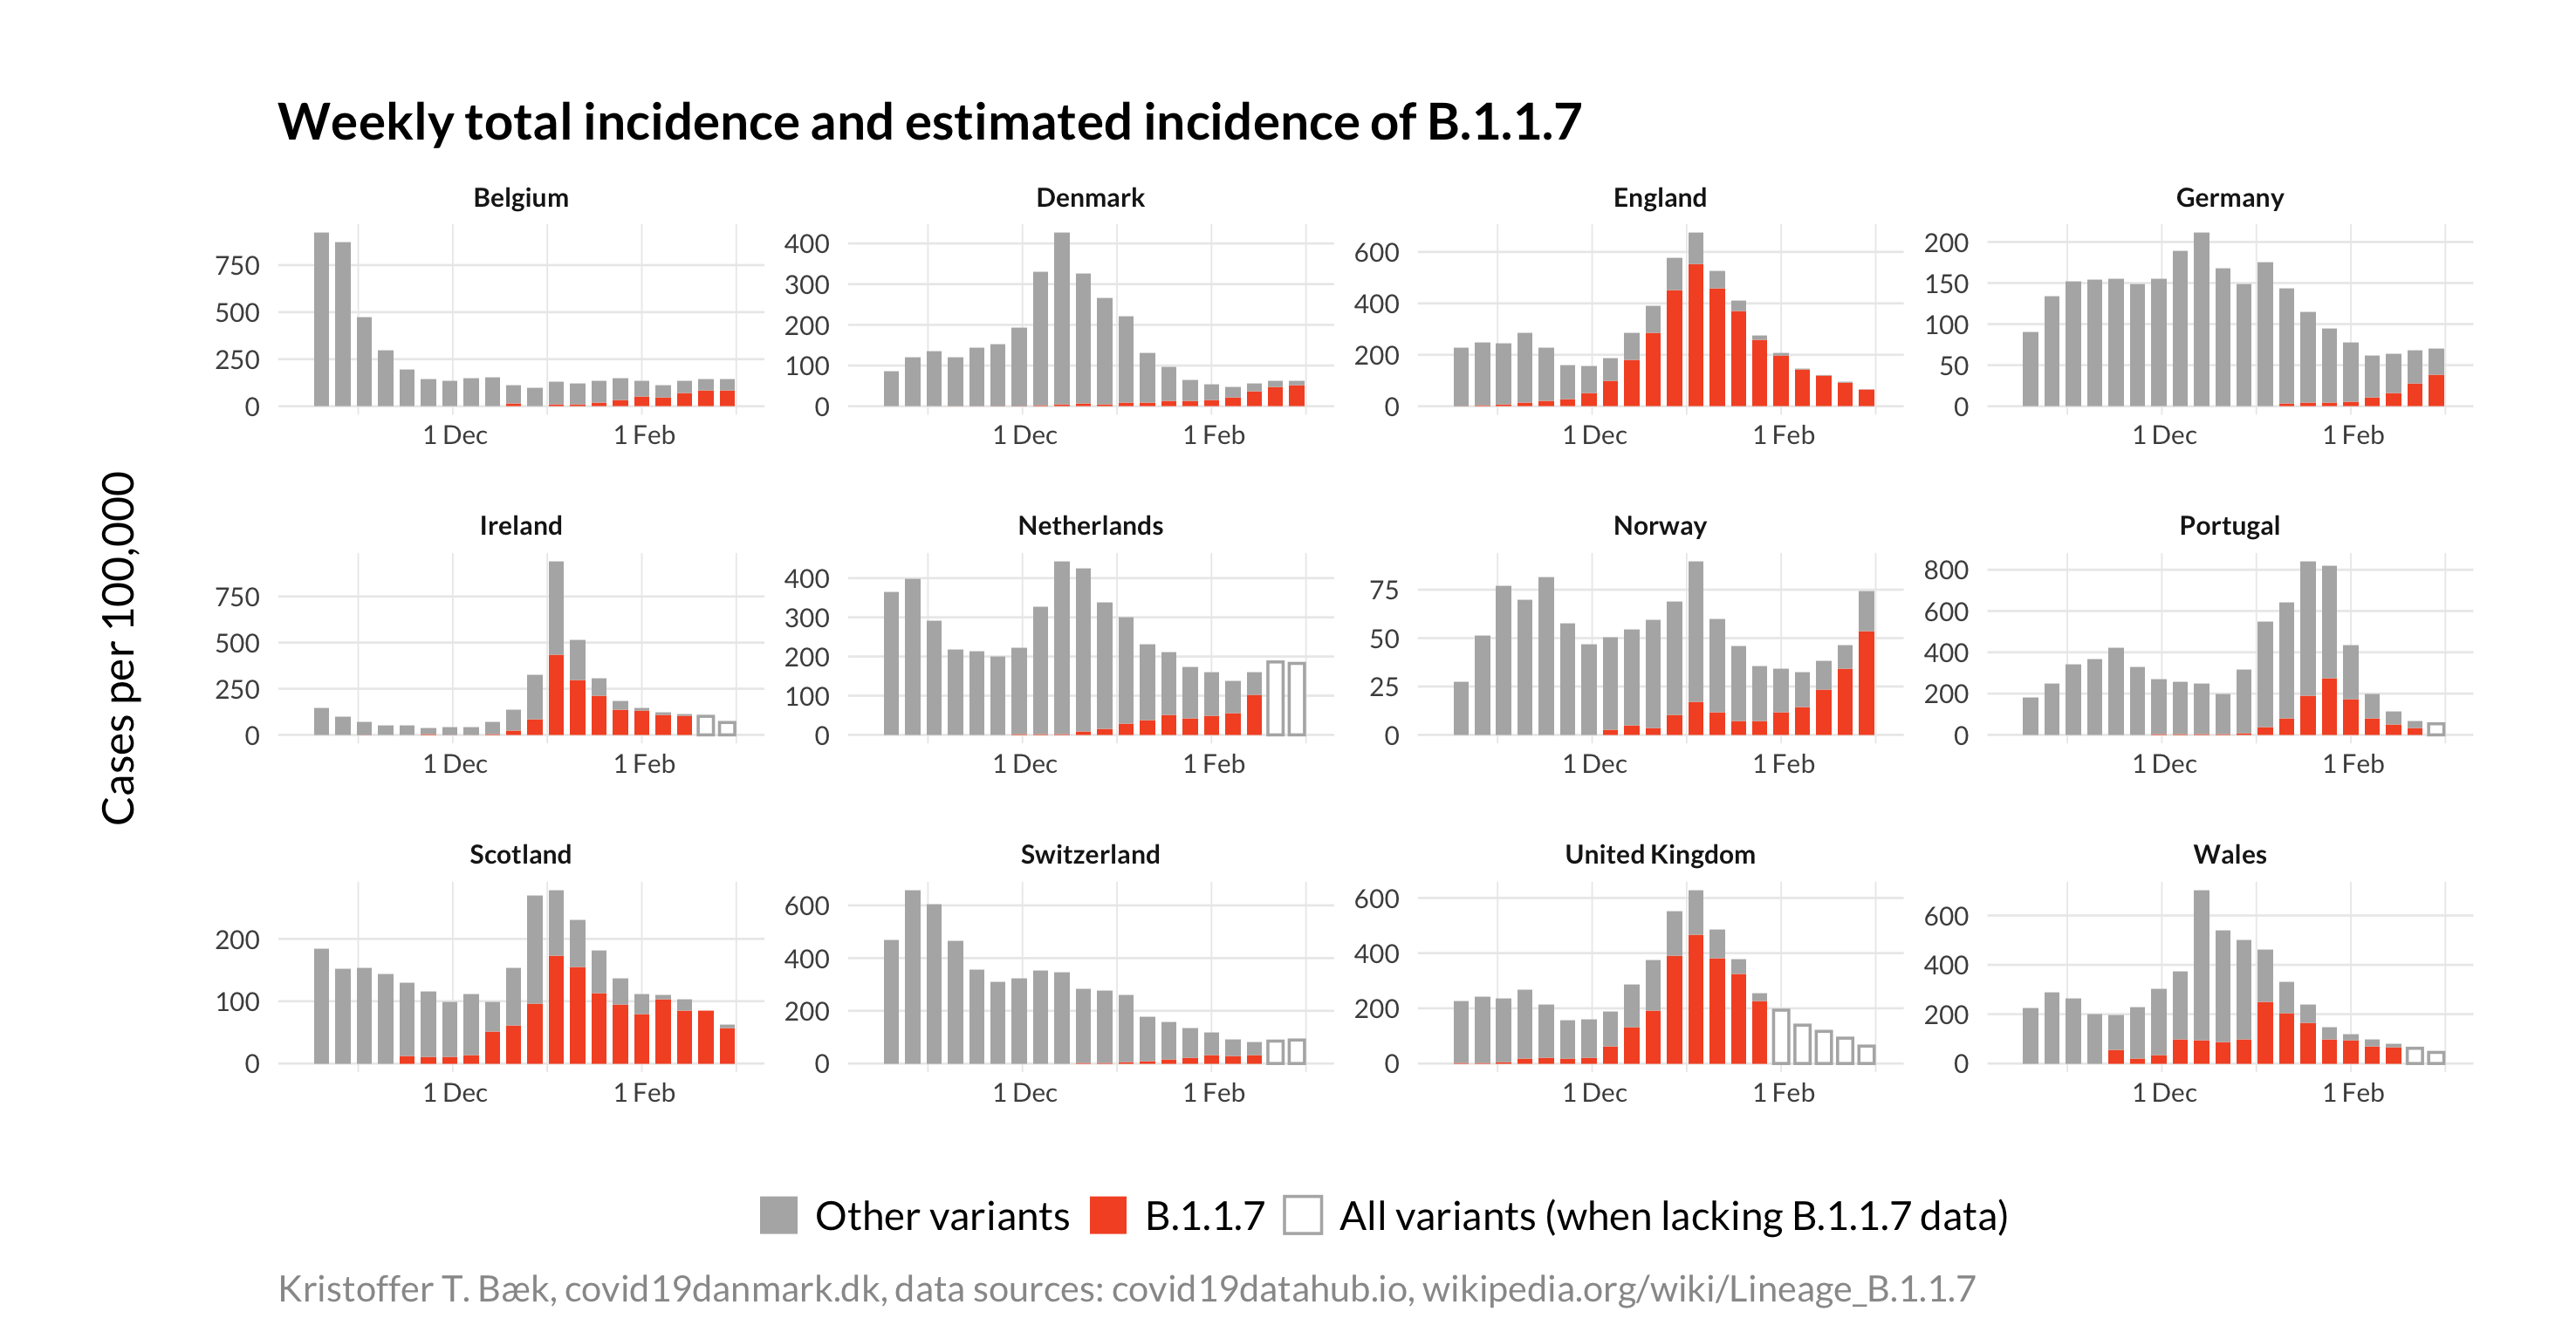 Weekly total incidence and estimated incidence of B.1.1.7
Cases per 100,000
Belgium
750
500
250
0
1 Dec
1 Feb
Denmark
400
300
200
100
0
1 Dec
1 Feb
England
600
400
200
0
1 Dec
1 Feb
Germany
200
150
100
50
0
1 Dec
1 Feb
Ireland
750
500
250
0
1 Dec
1 Feb
Netherlands
400
300
200
100
0
1 Dec
1 Feb
Norway
75
50
25
0
1 Dec
1 Feb
Portugal
800
600
400
200
0
1 Dec
1 Feb
Scotland
200
100
0
1 Dec
1 Feb
Switzerland
600
400
200
0
1 Dec
1 Feb
United Kingdom
600
400
200
0
1 Dec
1 Feb
Wales
600
400
200
0
1 Dec
1 Feb
Other variants B.1.1.7 All variants (when lacking B.1.1.7 data)
Kristoffer T. Bæk, covid19danmark.dk, data sources: covid19datahub.io, wikipedia.org/wiki/Lineage_B.1.1.7